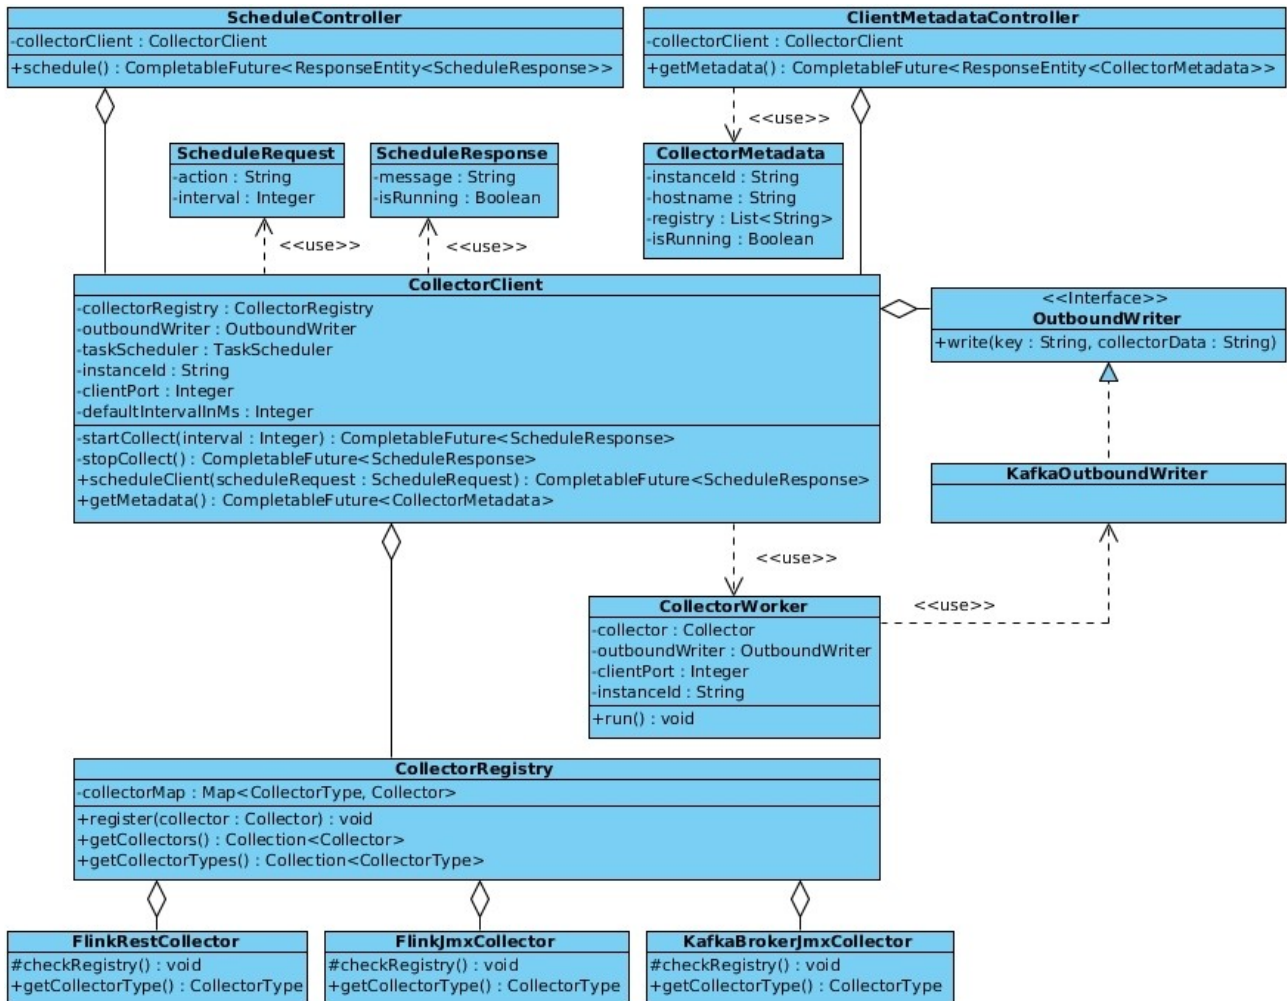 ScheduleController
-collectorClient : CollectorClient
+schedule() : CompletableFuture<ResponseEntity<ScheduleResponse>>
ClientMetadataController
-collectorClient : CollectorClient
+getMetadata() : CompletableFuture<ResponseEntity<CollectorMetadata>>
<<use>>
ScheduleRequest
-action : String
-interval : Integer
ScheduleResponse
-message : String
-isRunning : Boolean
CollectorMetadata
-instanceId : String
-hostname : String
-registry : List<String>
-isRunning : Boolean
<<use>>
<<use>>
CollectorClient
-collectorRegistry : CollectorRegistry
-outboundWriter : OutboundWriter
-taskScheduler : TaskScheduler
-instanceId : String
-clientPort : Integer
-defaultIntervalInMs : Integer
-startCollect(interval : Integer) : CompletableFuture<ScheduleResponse>
-stopCollect() : CompletableFuture<ScheduleResponse>
+scheduleClient(scheduleRequest : ScheduleRequest) : CompletableFuture<ScheduleResponse>
+getMetadata() : CompletableFuture<CollectorMetadata>
<<Interface>>
OutboundWriter
+write(key : String, collectorData : String)
KafkaOutboundWriter
<<use>>
<<use>>
CollectorWorker
-collector : Collector
-outboundWriter : OutboundWriter
-clientPort : Integer
-instanceId : String
+run() : void
CollectorRegistry
-collectorMap : Map<CollectorType, Collector>
+register(collector : Collector) : void
+getCollectors() : Collection<Collector>
+getCollectorTypes() : Collection<CollectorType>
FlinkRestCollector
#checkRegistry() : void
+getCollectorType() : CollectorType
FlinkJmxCollector
#checkRegistry() : void
+getCollectorType() : CollectorType
KafkaBrokerJmxCollector
#checkRegistry() : void
+getCollectorType() : CollectorType